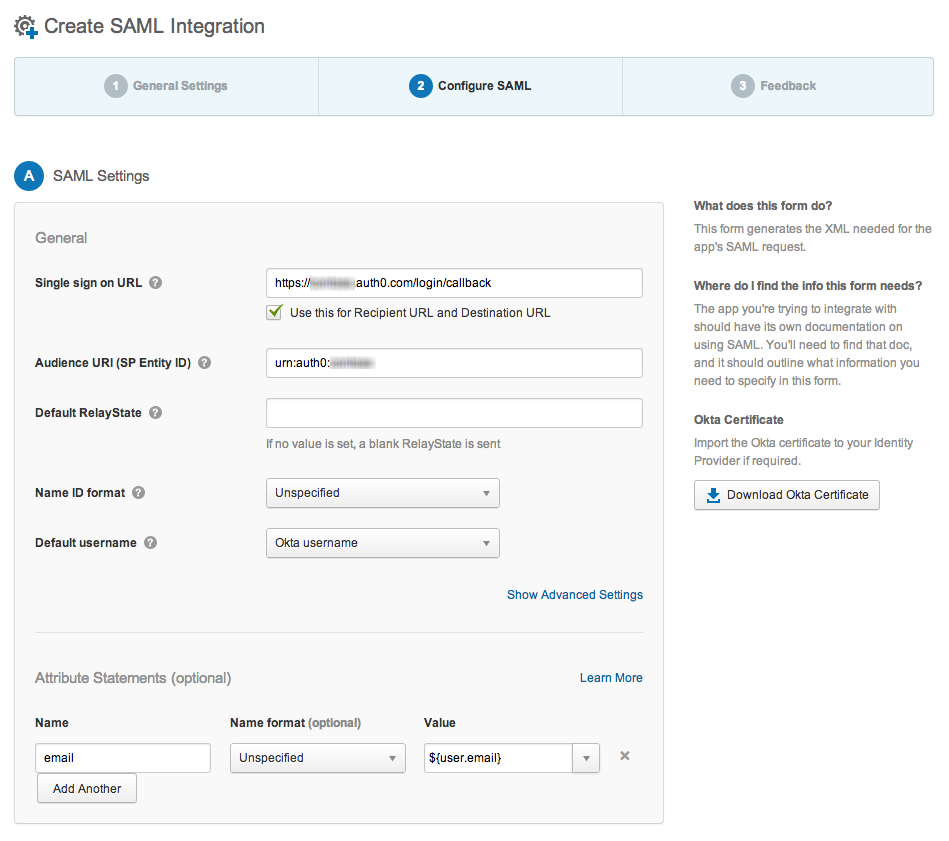 Create SAML Integration
1 General Settings
2 Configure SAML
3 Feedback
A SAML Settings
General
Single sign on URL ?
https:// .auth0.com/login/callback
Use this for Recipient URL and Destination URL
Audience URI (SP Entity ID) ?
urn:auth0:
Default RelayState ?
If no value is set, a blank RelayState is sent
Name ID format ?
Unspecified
Default username ?
Okta username
Show Advanced Settings
Attribute Statements (optional)
Learn More
Name
Name format (optional)
Value
email
Unspecified
${user.email}
Add Another
What does this form do?
This form generates the XML needed for the
app's SAML request.
Where do I find the info this form needs?
The app you're trying to integrate with
should have its own documentation on
using SAML. You'll need to find that doc,
and it should outline what information you
need to specify in this form.
Okta Certificate
Import the Okta certificate to your Identity
Provider if required.
Download Okta Certificate